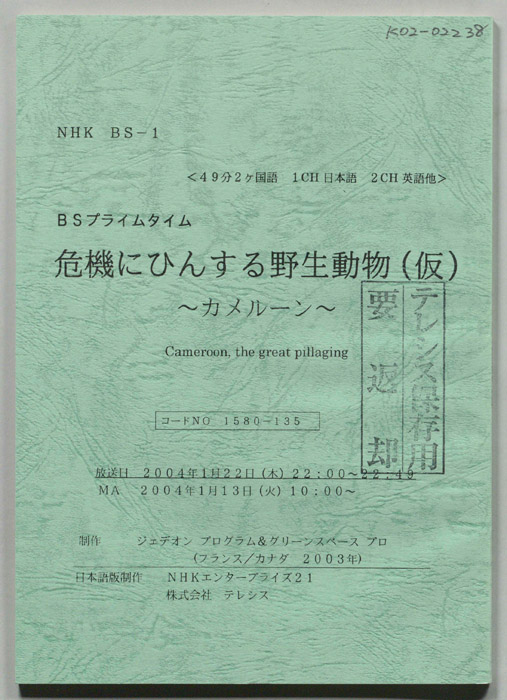 K02-02238
NHK BS-1
＜49分2ヶ国語 1CH 日本語 2CH 英語他＞
BSプライムタイム
危機にひんする野生動物(仮)
～カメルーン～
Cameroon, the great pillaging
テレシス保存用
要返却
コードNO 1580-135
放送日 2004年1月22日(木) 22:00～22:49
MA 2004年1月13日(火) 10:00～
制作 ジェデオン プログラム&グリーンスペース プロ
(フランス／カナダ 2003年)
日本語版制作 NHKエンタープライズ21
株式会社 テレシス